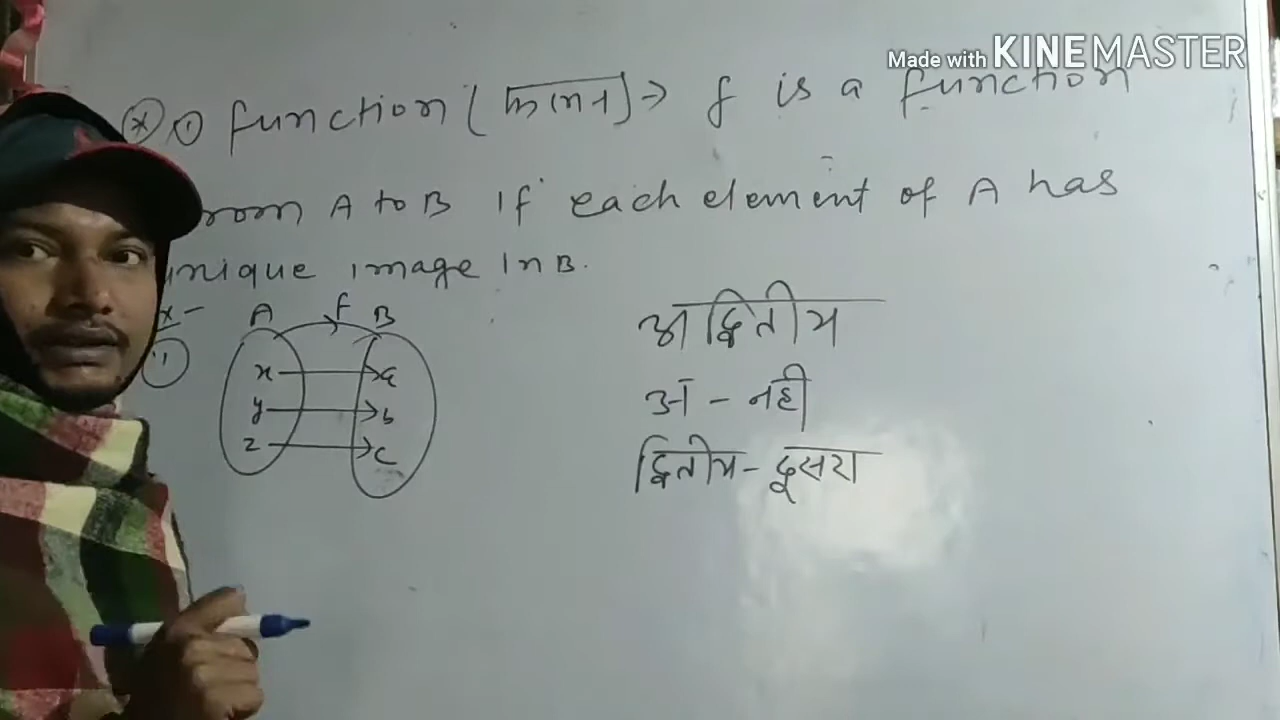 Made with KINEMASTER
* ① function (फलन) → f is a function
rom A to B If each element of A has
nique image In B.
x -
A f B
① x → a
y → b
z → c
अद्वितीय
अ - नही
द्वितीय - दूसरा